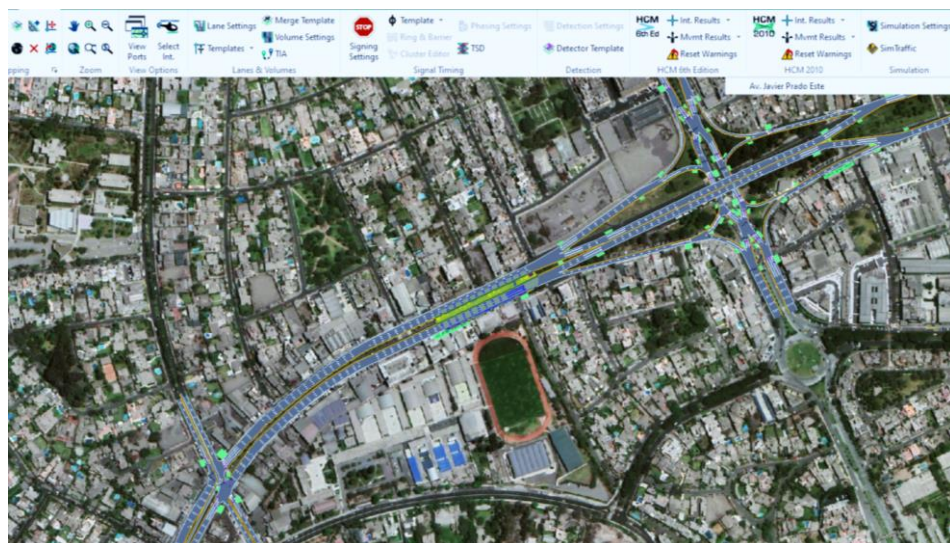 Lane Settings
Templates
Merge Template
Volume Settings
TIA
View Ports
Select Int.
Signing Settings
Template
Ring & Barrier
Cluster Editor
Phasing Settings
TSD
Detection Settings
Detector Template
HCM 6th Ed
Int. Results
Mvmt Results
Reset Warnings
HCM 2010
Int. Results
Mvmt Results
Reset Warnings
Simulation Settings
SimTraffic
pping
Zoom
View Options
Lanes & Volumes
STOP
Signal Timing
Detection
HCM 6th Edition
HCM 2010
Simulation
Av. Javier Prado Este